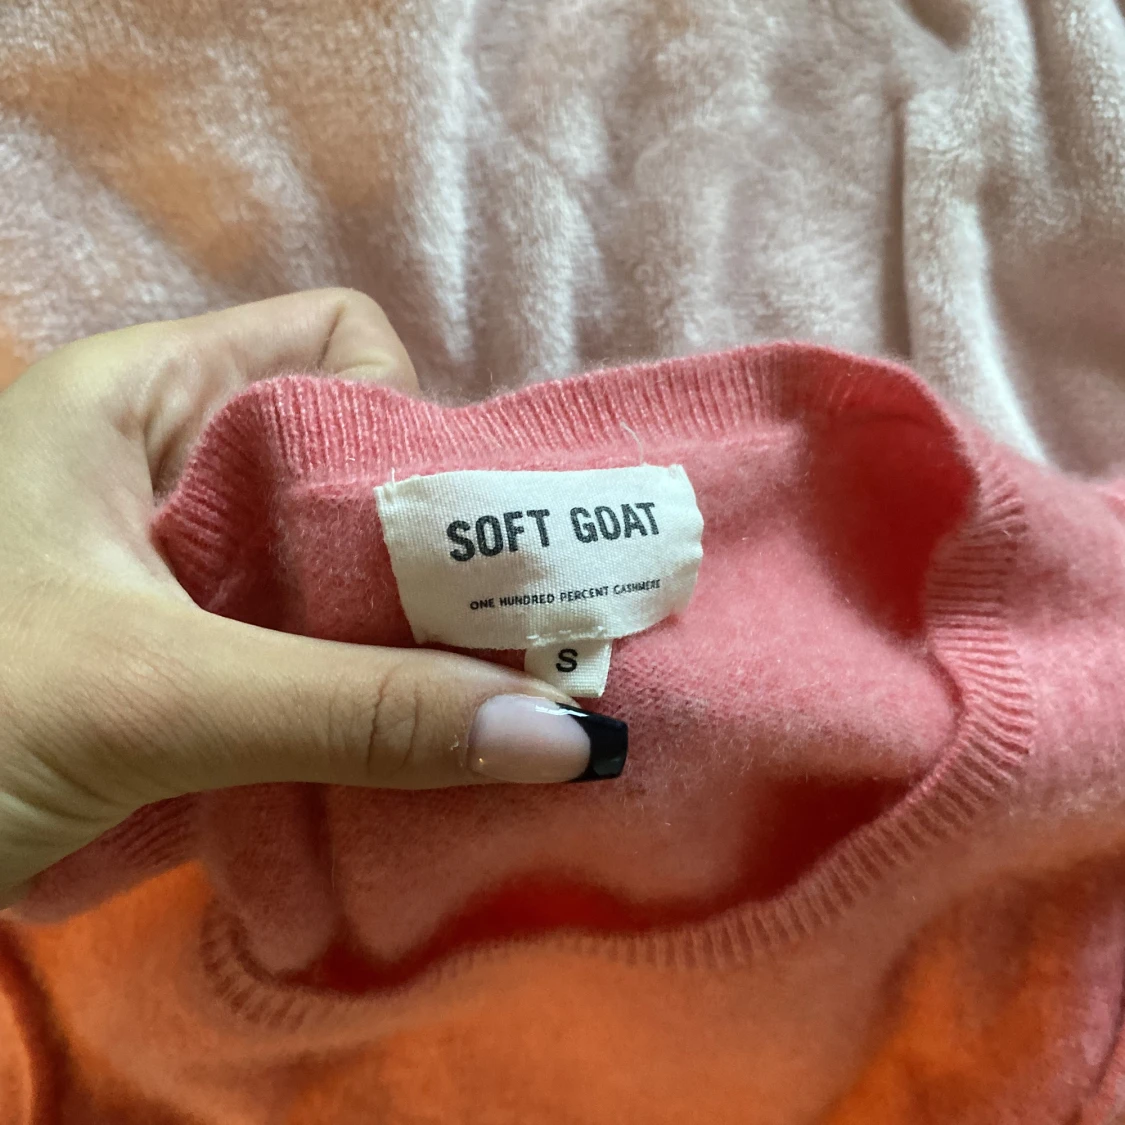 SOFT GOAT
ONE HUNDRED PERCENT CASHMERE
S